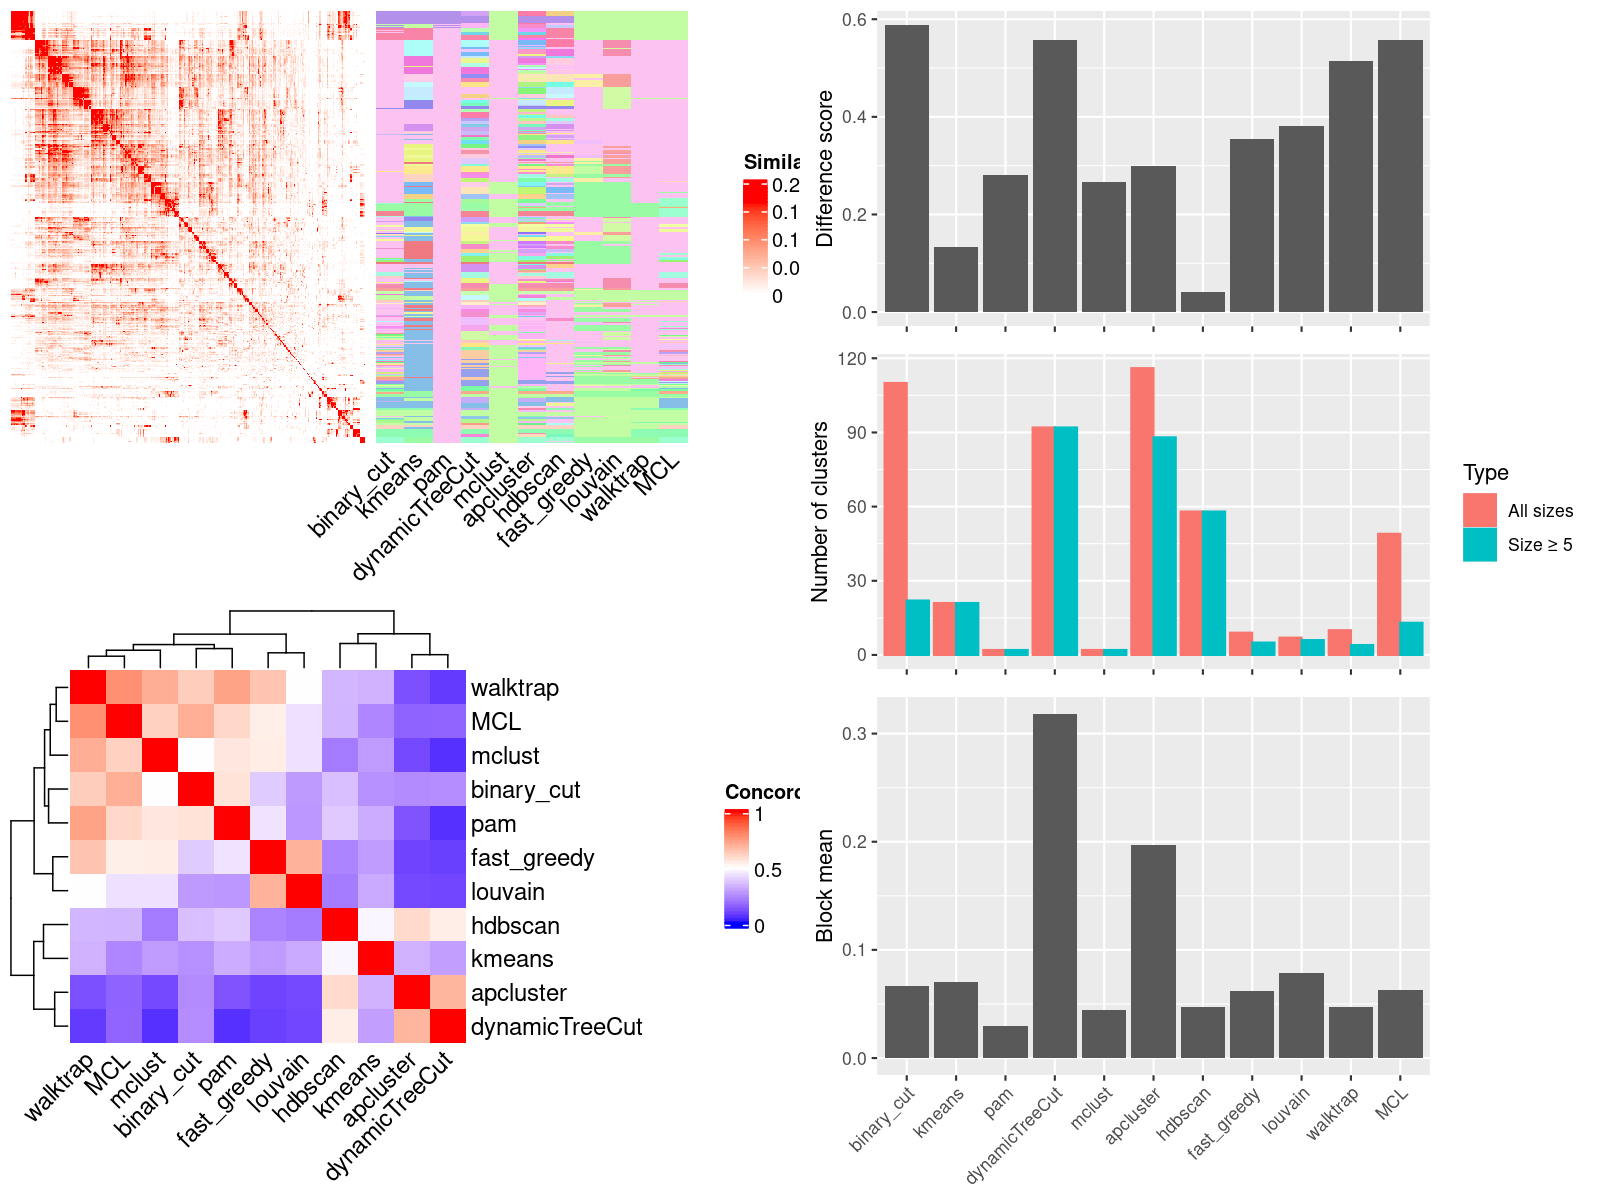 Simila
0.2
0.1
0.1
0.0
0
binary_cut
kmeans
pam
dynamicTreeCut
mclust
apcluster
hdbscan
fast_greedy
louvain
walktrap
MCL
walktrap
MCL
mclust
binary_cut
pam
fast_greedy
louvain
hdbscan
kmeans
apcluster
dynamicTreeCut
walktrap
MCL
mclust
binary_cut
pam
fast_greedy
louvain
hdbscan
kmeans
apcluster
dynamicTreeCut
Concord
1
0.5
0
Difference score
0.6
0.4
0.2
0.0
Number of clusters
120
90
60
30
0
Type
All sizes
Size ≥ 5
Block mean
0.3
0.2
0.1
0.0
binary_cut
kmeans
pam
dynamicTreeCut
mclust
apcluster
hdbscan
fast_greedy
louvain
walktrap
MCL